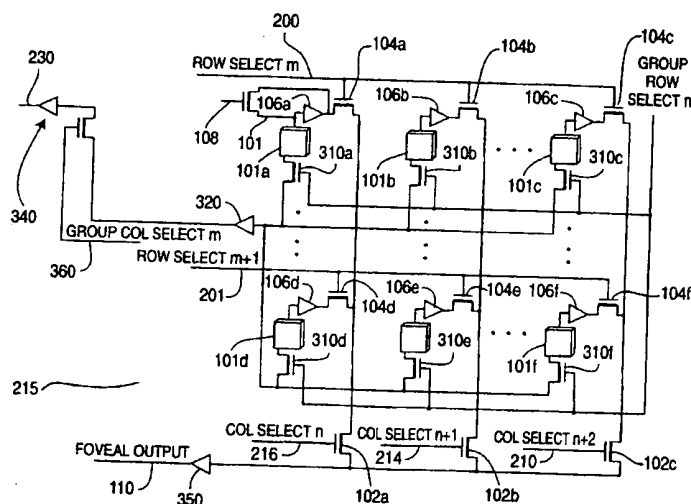 200
104a
104b
104c
230
ROW SELECT m
GROUP
ROW
SELECT n
106a
106b
106c
108
101
101a
310a
101b
310b
101c
310c
340
320
GROUP COL SELECT m
360
ROW SELECT m+1
201
106d
104d
106e
104e
106f
104f
101d
310d
310e
101f
310f
215
COL SELECT n
COL SELECT n+1
COL SELECT n+2
FOVEAL OUTPUT
216
214
210
110
350
102a
102b
102c